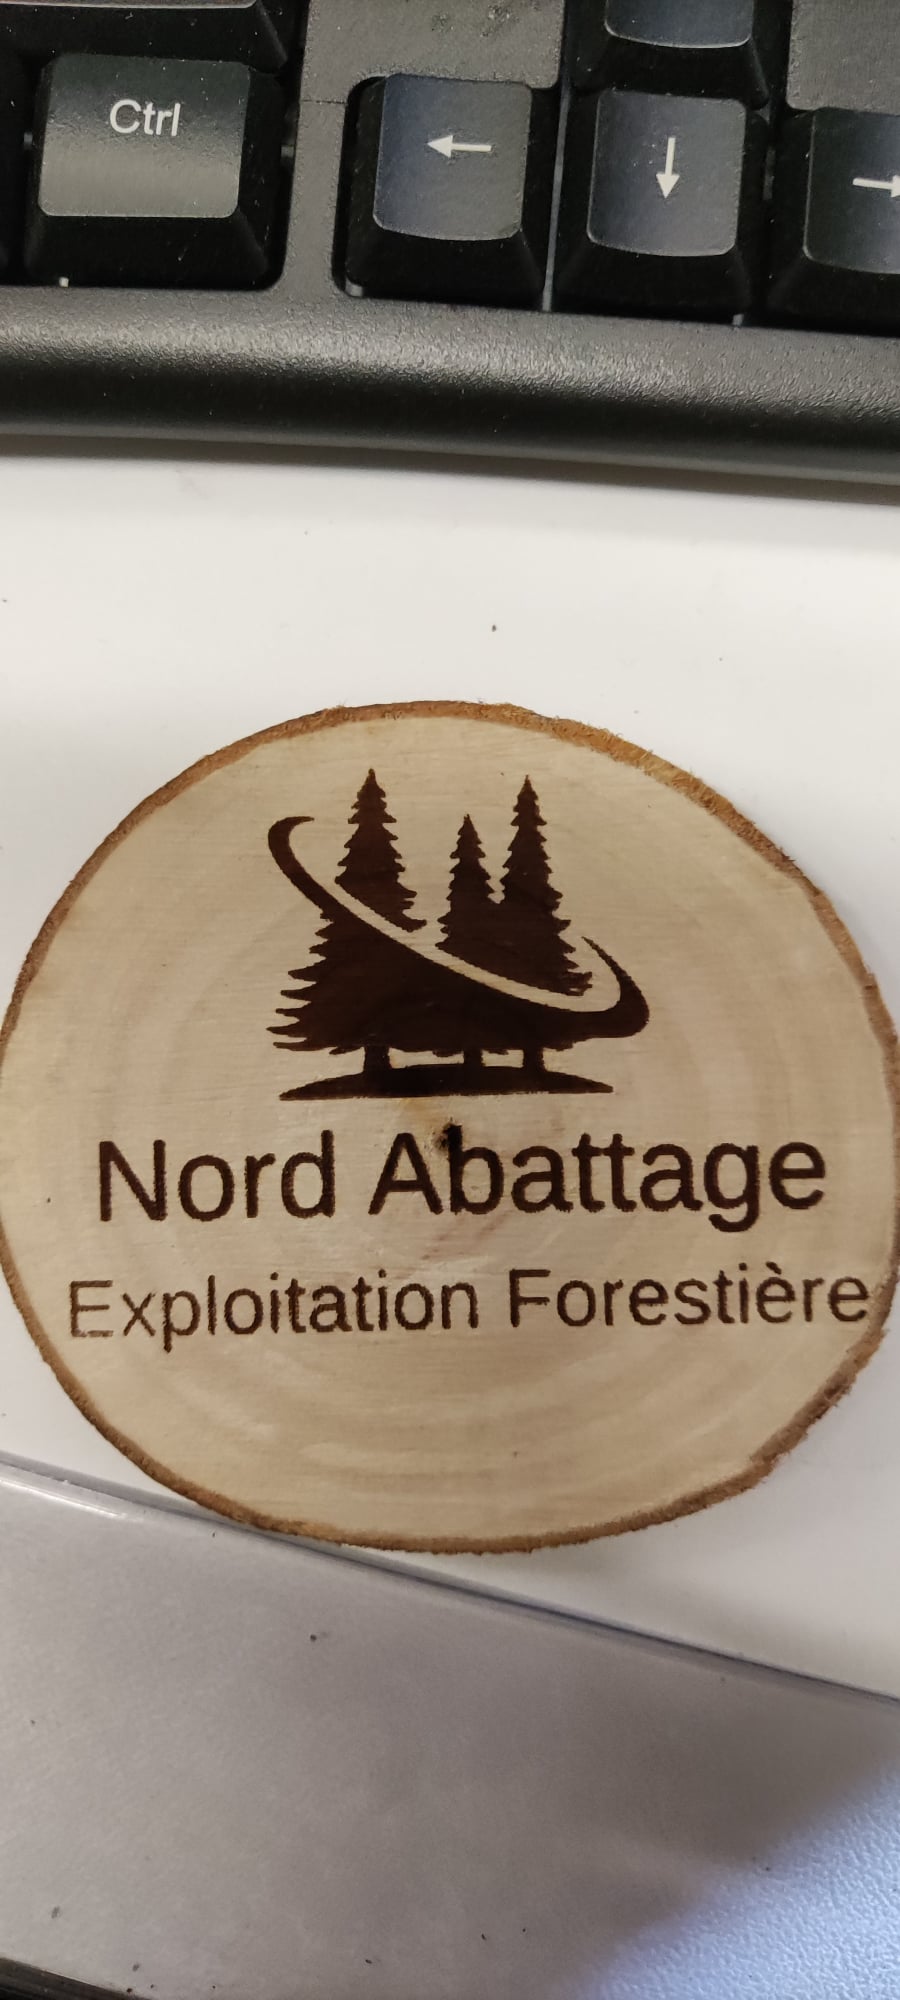 Ctrl
← ↓ →
Nord Abattage
Exploitation Forestière